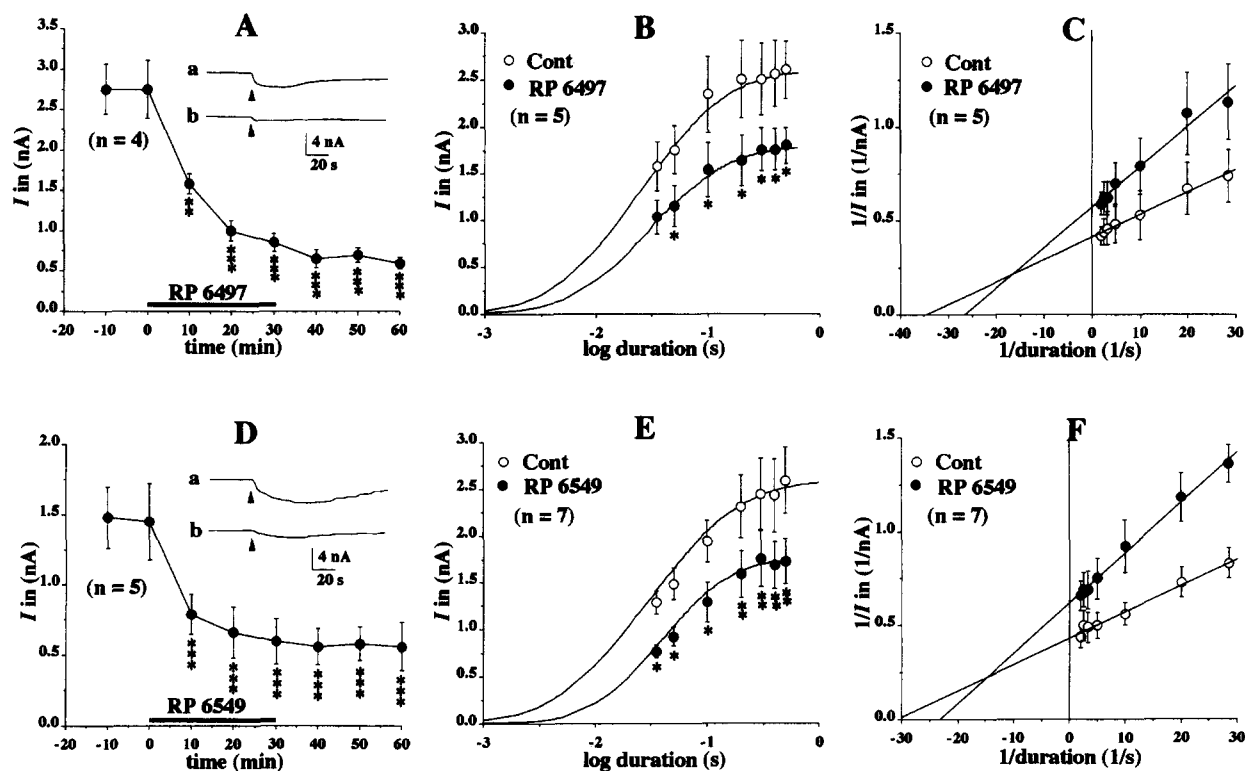 A
I in (nA)
3.5
3.0
2.5
2.0
1.5
1.0
0.5
0.0
a
b
4 nA
20 s
(n = 4)
**
***
***
***
***
***
RP 6497
-20 -10 0 10 20 30 40 50 60
time (min)
B
I in (nA)
3.0
2.5
2.0
1.5
1.0
0.5
0.0
Cont
RP 6497
(n = 5)
* * * * * *
-3 -2 -1 0
log duration (s)
C
1/I in (1/nA)
1.5
1.0
0.5
0.0
Cont
RP 6497
(n = 5)
-40 -30 -20 -10 0 10 20 30
1/duration (1/s)
D
I in (nA)
2.0
1.5
1.0
0.5
0.0
a
b
4 nA
20 s
(n = 5)
***
***
***
***
***
***
RP 6549
-20 -10 0 10 20 30 40 50 60
time (min)
E
I in (nA)
3.0
2.5
2.0
1.5
1.0
0.5
0.0
Cont
RP 6549
(n = 7)
* * * ** ** ** **
-3 -2 -1 0
log duration (s)
F
1/I in (1/nA)
1.5
1.0
0.5
0.0
Cont
RP 6549
(n = 7)
-30 -20 -10 0 10 20 30
1/duration (1/s)